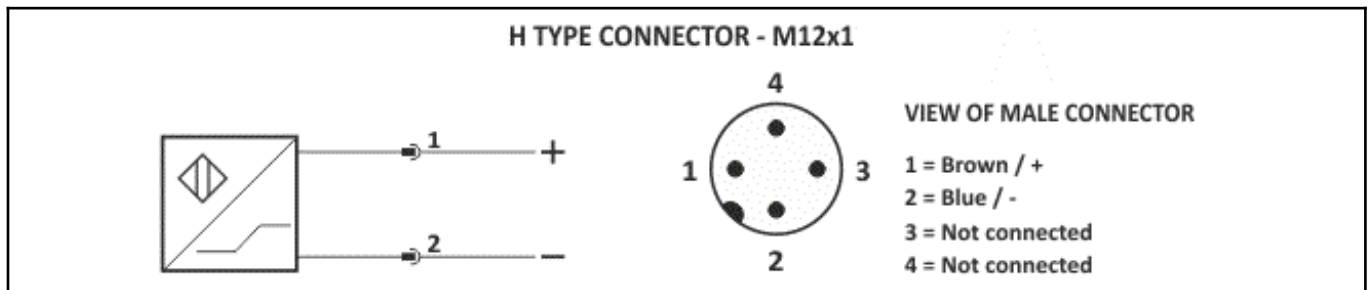 H TYPE CONNECTOR - M12x1
1
+
2
−
4
1
3
2
VIEW OF MALE CONNECTOR
1 = Brown / +
2 = Blue / -
3 = Not connected
4 = Not connected